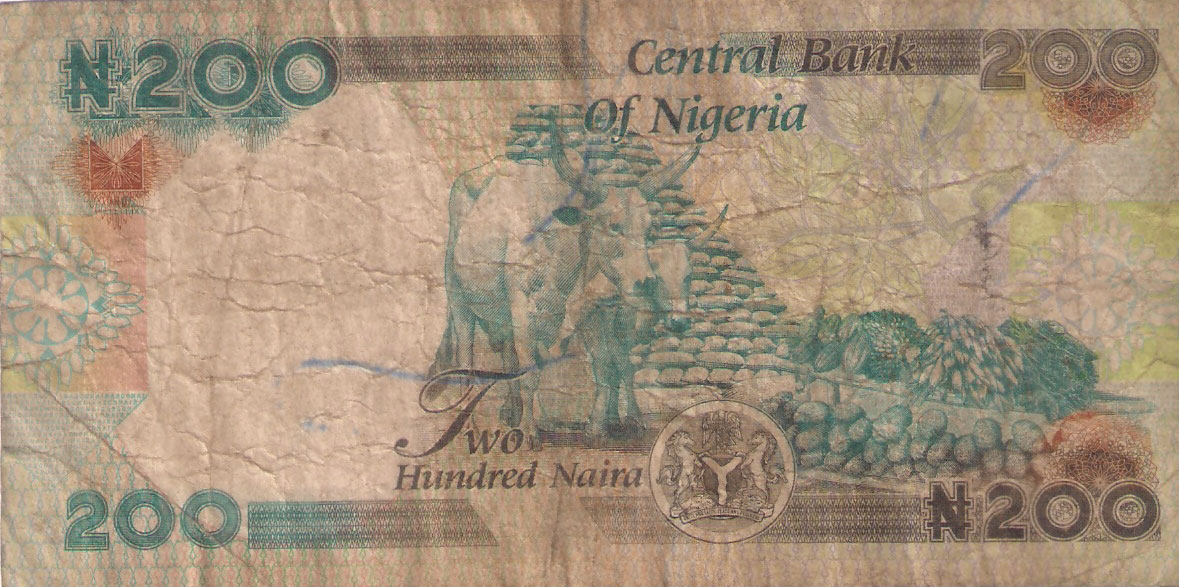 ₦200
Central Bank
Of Nigeria
200
Two
Hundred Naira
200
₦200